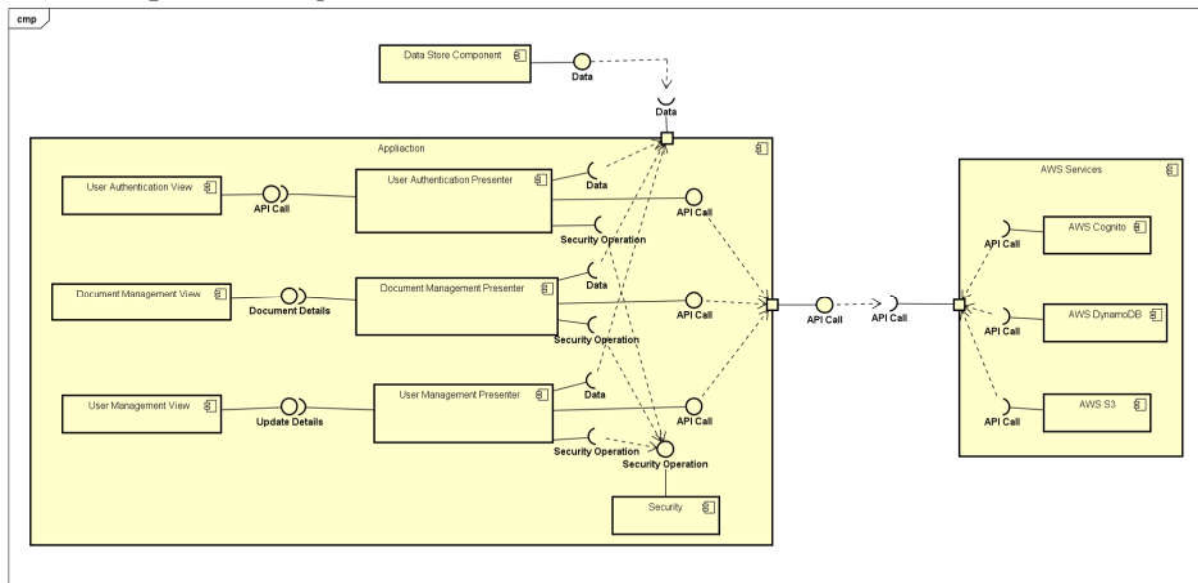 cmp
Data Store Component
Data
Data
Appliaction
User Authentication View
API Call
User Authentication Presenter
Data
API Call
Security Operation
Document Management View
Document Details
Document Management Presenter
Data
API Call
Security Operation
User Management View
Update Details
User Management Presenter
Data
API Call
Security Operation
Security Operation
Security
API Call
API Call
AWS Services
API Call
AWS Cognito
API Call
AWS DynamoDB
API Call
AWS S3